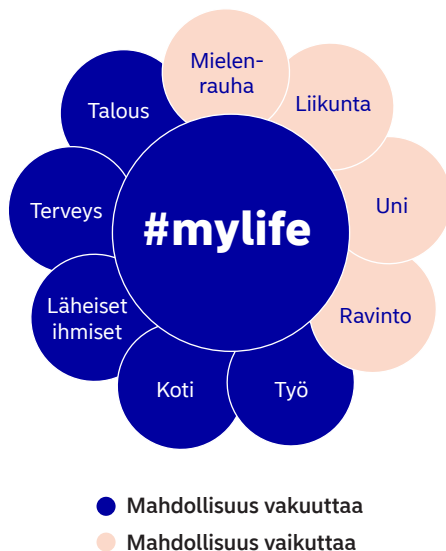 Mielen-
rauha
Liikunta
Talous
Uni
Terveys
#mylife
Ravinto
Läheiset
ihmiset
Koti
Työ
Mahdollisuus vakuuttaa
Mahdollisuus vaikuttaa